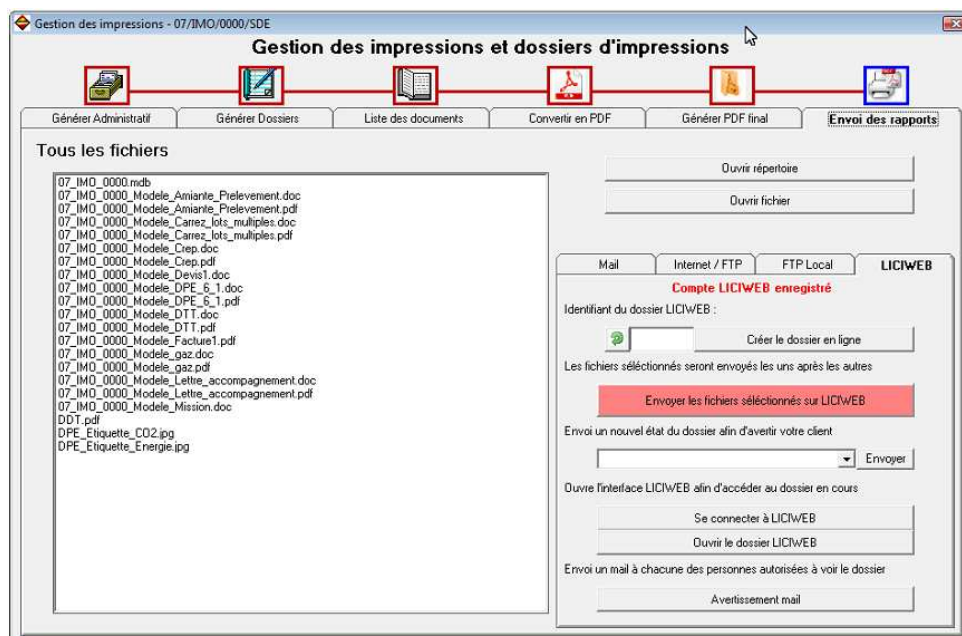 Gestion des impressions - 07/IMO/0000/SDE
Gestion des impressions et dossiers d'impressions
Générer Administratif
Générer Dossiers
Liste des documents
Convertir en PDF
Générer PDF final
Envoi des rapports
Tous les fichiers
07_IMO_0000.mdb
07_IMO_0000_Modele_Amiante_Prelevement.doc
07_IMO_0000_Modele_Amiante_Prelevement.pdf
07_IMO_0000_Modele_Carrez_lots_multiples.doc
07_IMO_0000_Modele_Carrez_lots_multiples.pdf
07_IMO_0000_Modele_Crep.doc
07_IMO_0000_Modele_Crep.pdf
07_IMO_0000_Modele_Devis1.doc
07_IMO_0000_Modele_DPE_6_1.doc
07_IMO_0000_Modele_DPE_6_1.pdf
07_IMO_0000_Modele_DTT.doc
07_IMO_0000_Modele_DTT.pdf
07_IMO_0000_Modele_Facture1.pdf
07_IMO_0000_Modele_gaz.doc
07_IMO_0000_Modele_gaz.pdf
07_IMO_0000_Modele_Lettre_accompagnement.doc
07_IMO_0000_Modele_Lettre_accompagnement.pdf
07_IMO_0000_Modele_Mission.doc
DDT.pdf
DPE_Etiquette_CO2.jpg
DPE_Etiquette_Energie.jpg
Ouvrir répertoire
Ouvrir fichier
Mail
Internet / FTP
FTP Local
LICIWEB
Compte LICIWEB enregistré
Identifiant du dossier LICIWEB :
Créer le dossier en ligne
Les fichiers séléctionnés seront envoyés les uns après les autres
Envoyer les fichiers séléctionnés sur LICIWEB
Envoi un nouvel état du dossier afin d'avertir votre client
Envoyer
Ouvre l'interface LICIWEB afin d'accéder au dossier en cours
Se connecter à LICIWEB
Ouvrir le dossier LICIWEB
Envoi un mail à chacune des personnes autorisées à voir le dossier
Avertissement mail